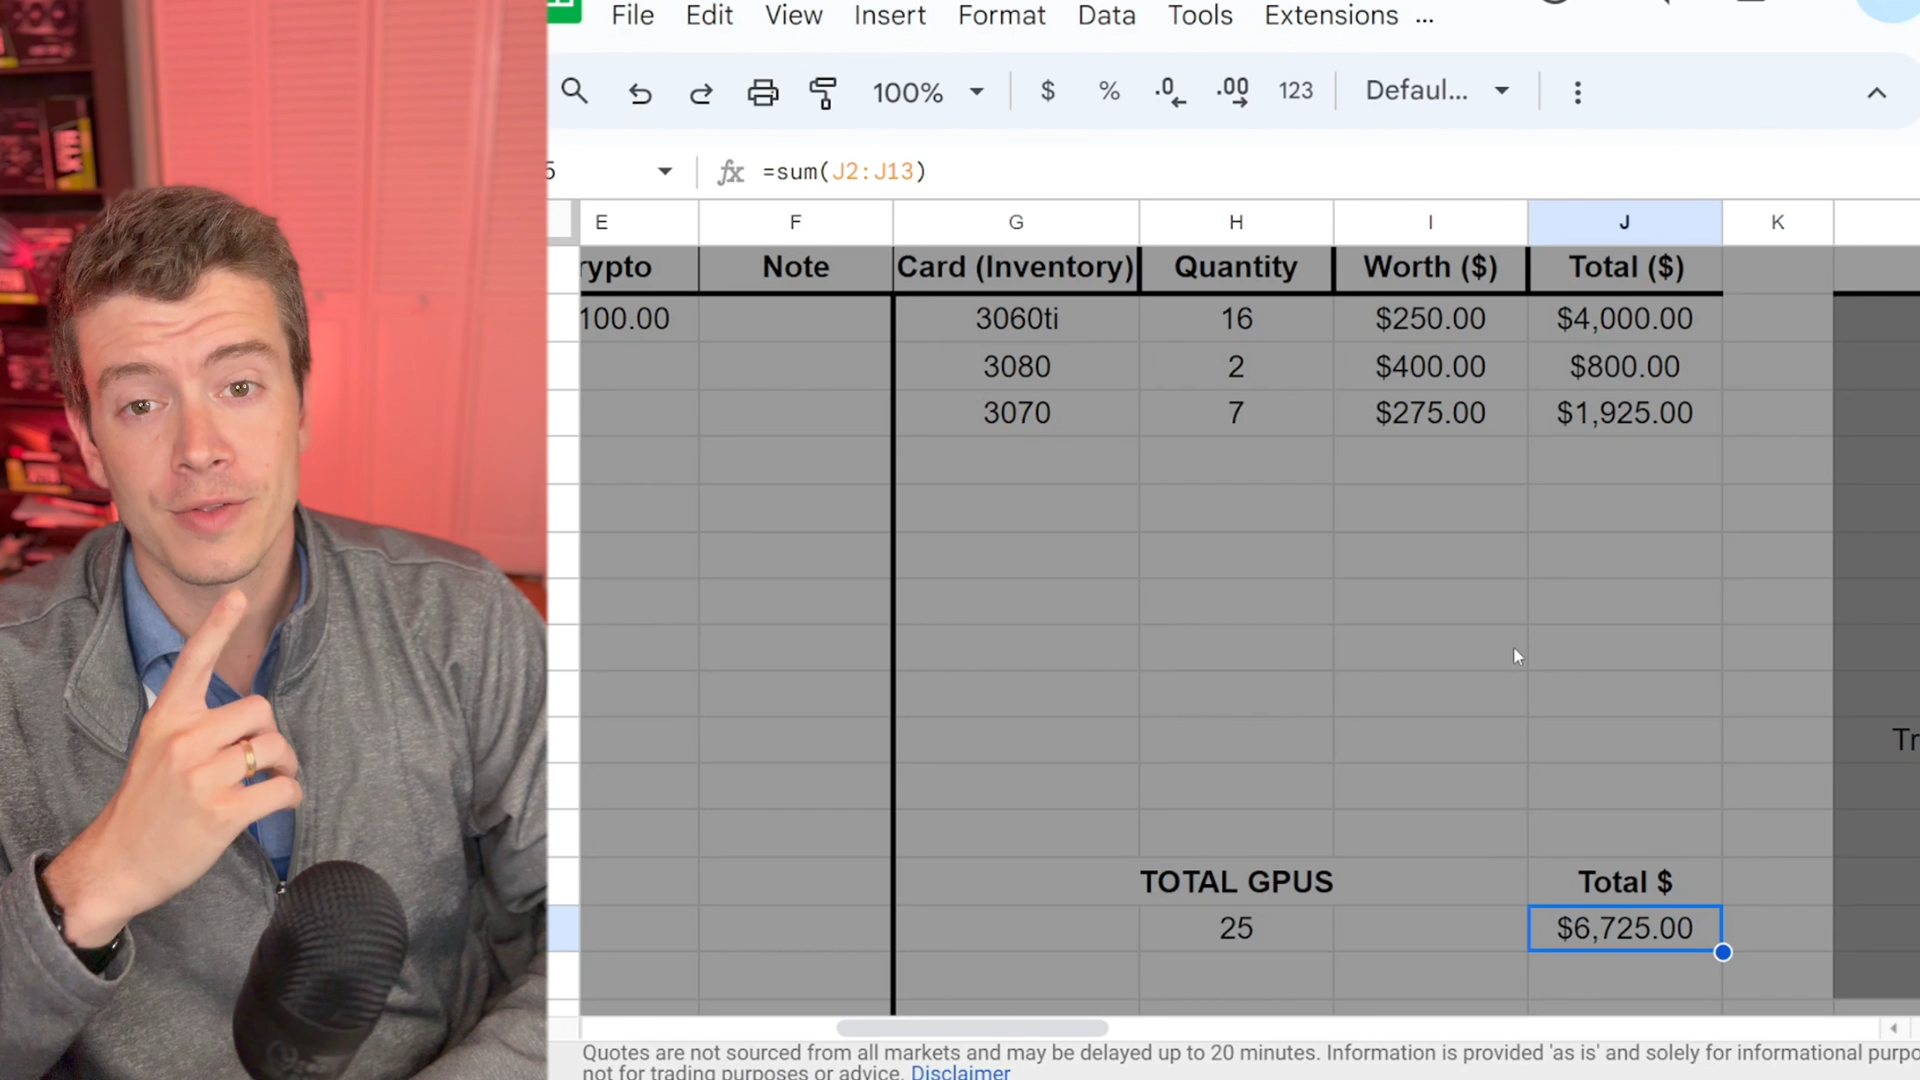 File Edit View Insert Format Data Tools Extensions ...
100% $ % .0 .00 123 Defaul...
5 fx =sum(J2:J13)
E F G H I J K
rypto Note Card (Inventory) Quantity Worth ($) Total ($)
100.00 3060ti 16 $250.00 $4,000.00
3080 2 $400.00 $800.00
3070 7 $275.00 $1,925.00
Tr
TOTAL GPUS Total $
25 $6,725.00
Quotes are not sourced from all markets and may be delayed up to 20 minutes. Information is provided 'as is' and solely for informational purpo
not for trading purposes or advice. Disclaimer